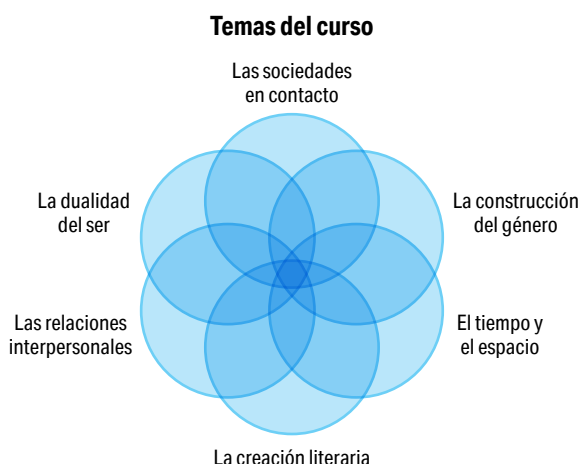 Temas del curso
Las sociedades
en contacto
La dualidad
del ser
La construcción
del género
Las relaciones
interpersonales
El tiempo y
el espacio
La creación literaria